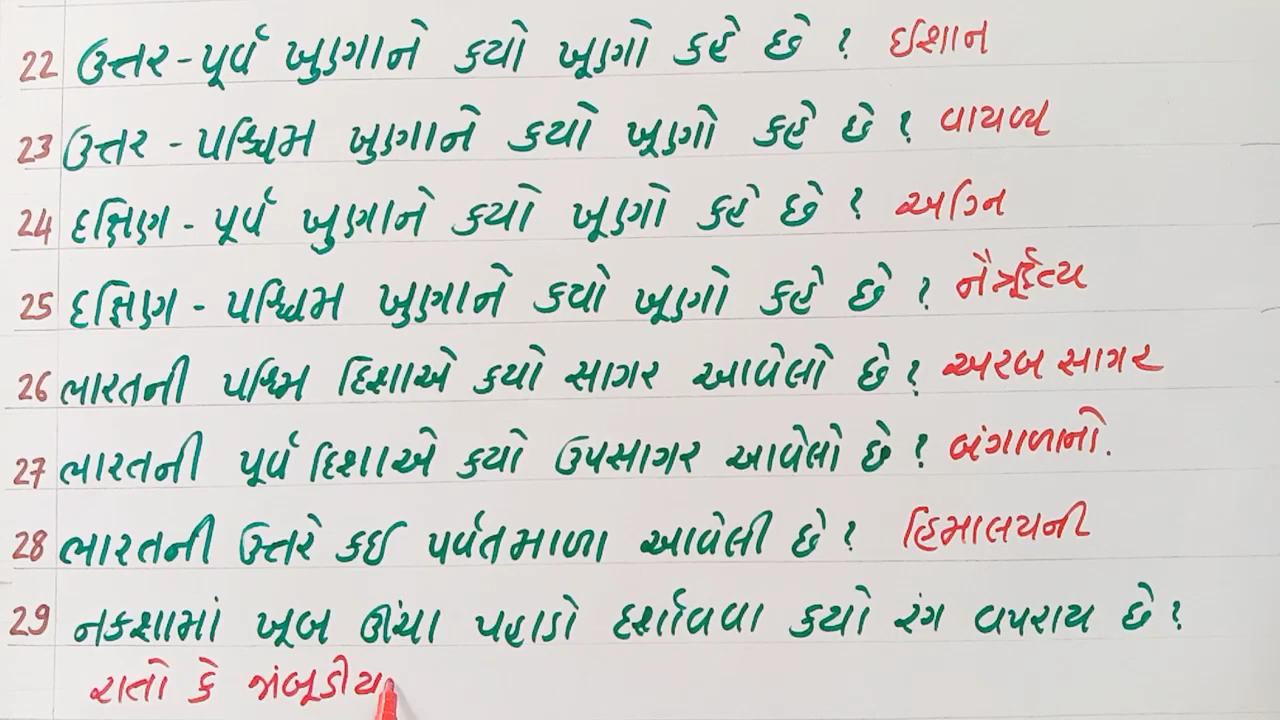 22 ઉત્તર - પૂર્વ ખુણાને કયો ખૂણો કહે છે ? ઈશાન
23 ઉત્તર - પશ્ચિમ ખુણાને કયો ખૂણો કહે છે ? વાયવ્ય
24 દક્ષિણ - પૂર્વ ખુણાને કયો ખૂણો કહે છે ? અગ્નિ
25 દક્ષિણ - પશ્ચિમ ખુણાને કયો ખૂણો કહે છે ? નૈઋત્ય
26 ભારતની પશ્ચિમ દિશાએ કયો સાગર આવેલો છે ? અરબ સાગર
27 ભારતની પૂર્વ દિશાએ કયો ઉપસાગર આવેલો છે ? બંગાળાનો.
28 ભારતની ઉત્તરે કઈ પર્વતમાળા આવેલી છે ? હિમાલયની
29 નકશામાં ખૂબ ઊંચા પહાડો દર્શાવવા કયો રંગ વપરાય છે ?
રાતો કે જાંબૂડીય